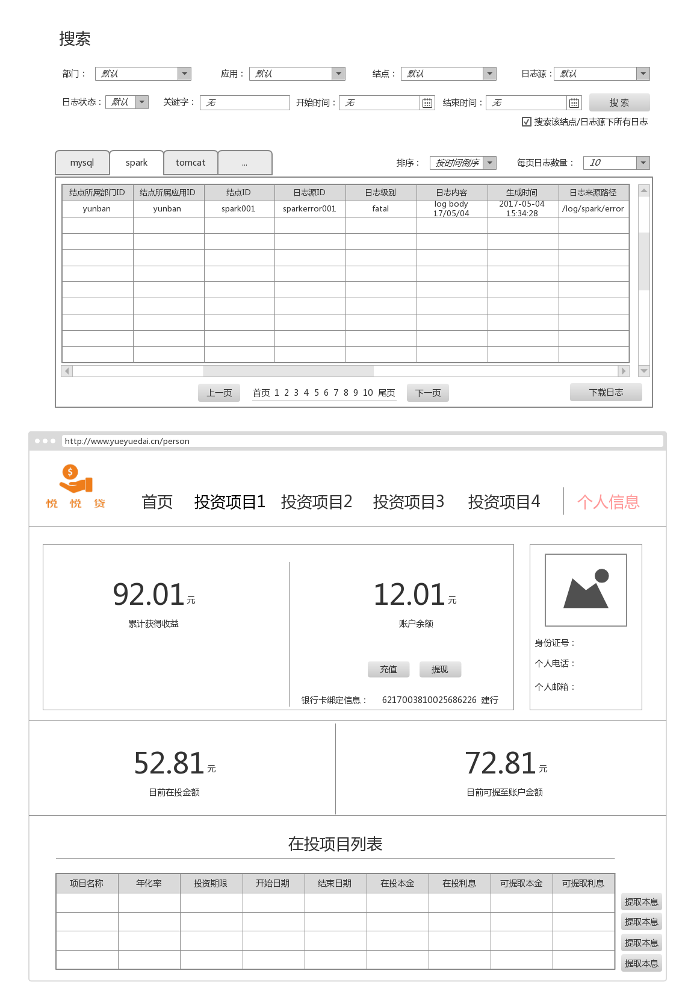 搜索
部门： 默认 应用： 默认 结点： 默认 日志源： 默认
日志状态： 默认 关键字： 无 开始时间： 无 结束时间： 无 搜 索
搜索该结点/日志源下所有日志
mysql spark tomcat ... 排序： 按时间倒序 每页日志数量： 10
结点所属部门ID 结点所属应用ID 结点ID 日志源ID 日志级别 日志内容 生成时间 日志来源路径
yunban yunban spark001 sparkerror001 fatal log body 17/05/04 2017-05-04 15:34:28 /log/spark/error
上一页 首页 1 2 3 4 5 6 7 8 9 10 尾页 下一页 下载日志
http://www.yueyuedai.cn/person
$
悦 悦 贷
首页 投资项目1 投资项目2 投资项目3 投资项目4 个人信息
92.01元 12.01元
累计获得收益 账户余额
身份证号：
个人电话：
充值 提现
个人邮箱：
银行卡绑定信息： 6217003810025686226 建行
52.81元 72.81元
目前在投金额 目前可提至账户金额
在投项目列表
项目名称 年化率 投资期限 开始日期 结束日期 在投本金 在投利息 可提取本金 可提取利息
提取本息
提取本息
提取本息
提取本息